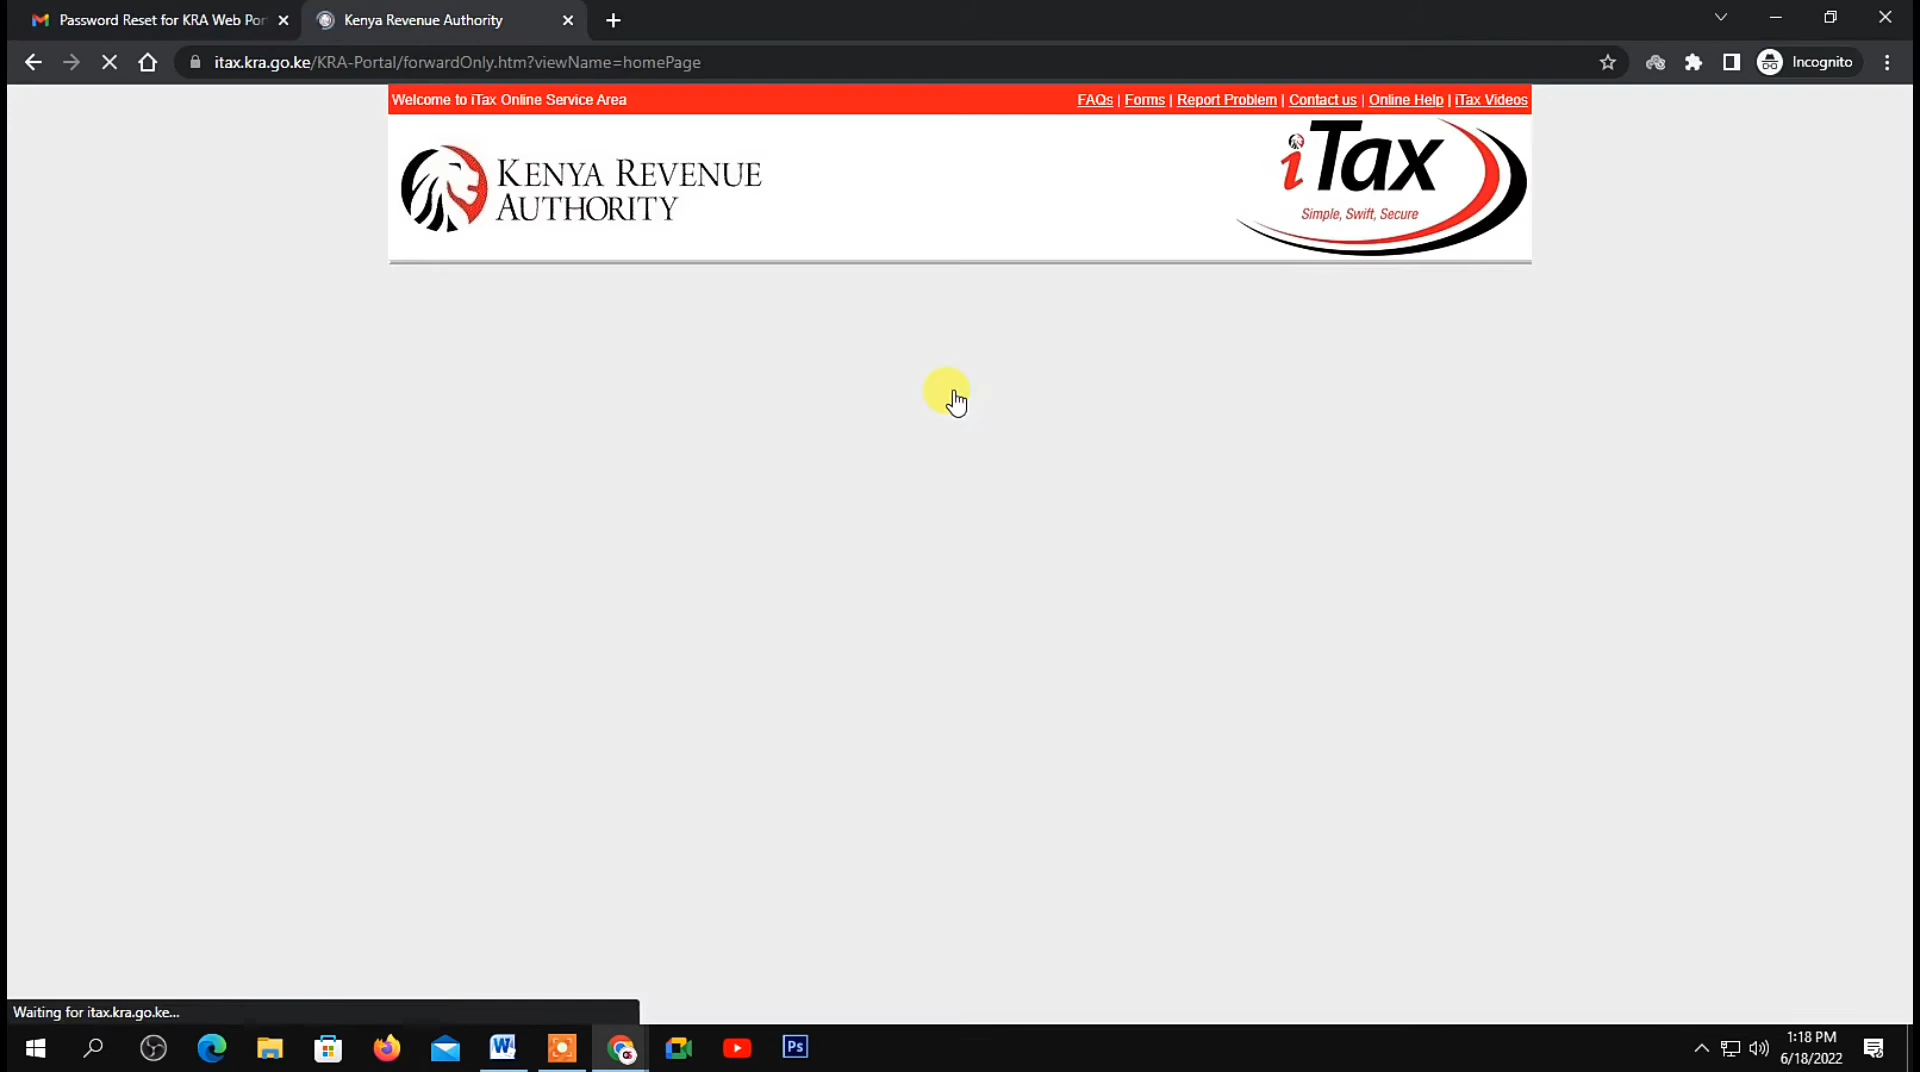 Password Reset for KRA Web Por
Kenya Revenue Authority
itax.kra.go.ke/KRA-Portal/forwardOnly.htm?viewName=homePage
Incognito
Welcome to iTax Online Service Area
FAQs | Forms | Report Problem | Contact us | Online Help | iTax Videos
KENYA REVENUE
AUTHORITY
iTax
Simple, Swift, Secure
Waiting for itax.kra.go.ke...
W
Ps
1:18 PM
6/18/2022